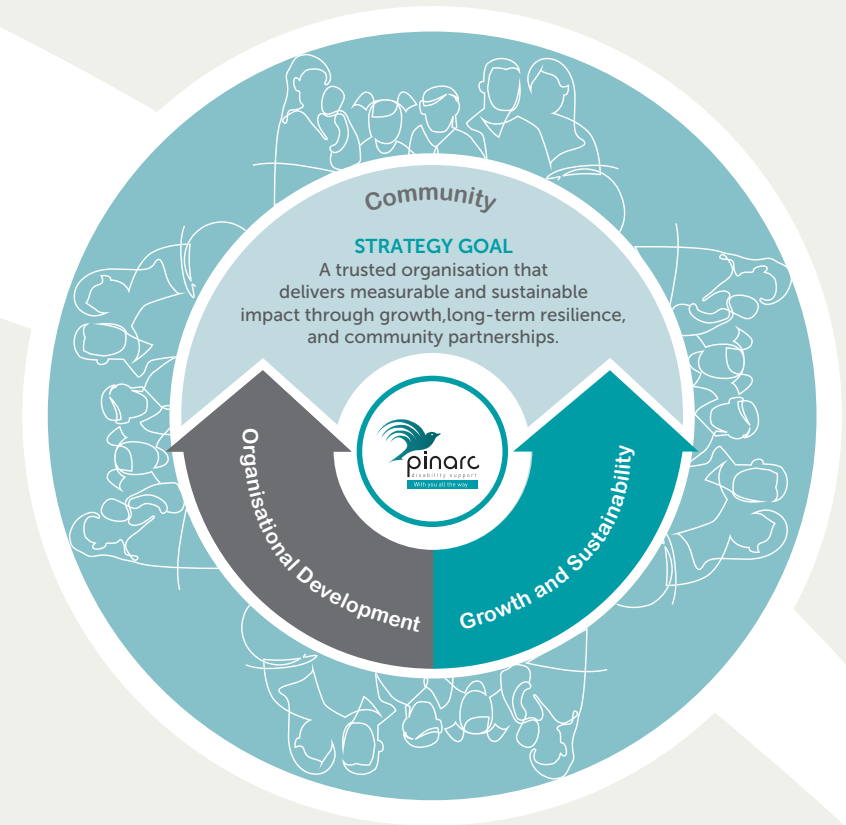 Community
STRATEGY GOAL
A trusted organisation that
delivers measurable and sustainable
impact through growth,long-term resilience,
and community partnerships.
Organisational Development
Growth and Sustainability
pinarc
disability support
With you all the way